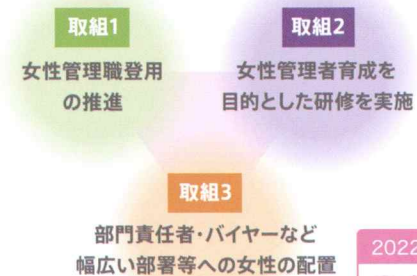 取組1
女性管理職登用
の推進
取組2
女性管理者育成を
目的とした研修を実施
取組3
部門責任者・バイヤーなど
幅広い部署等への女性の配置
2022